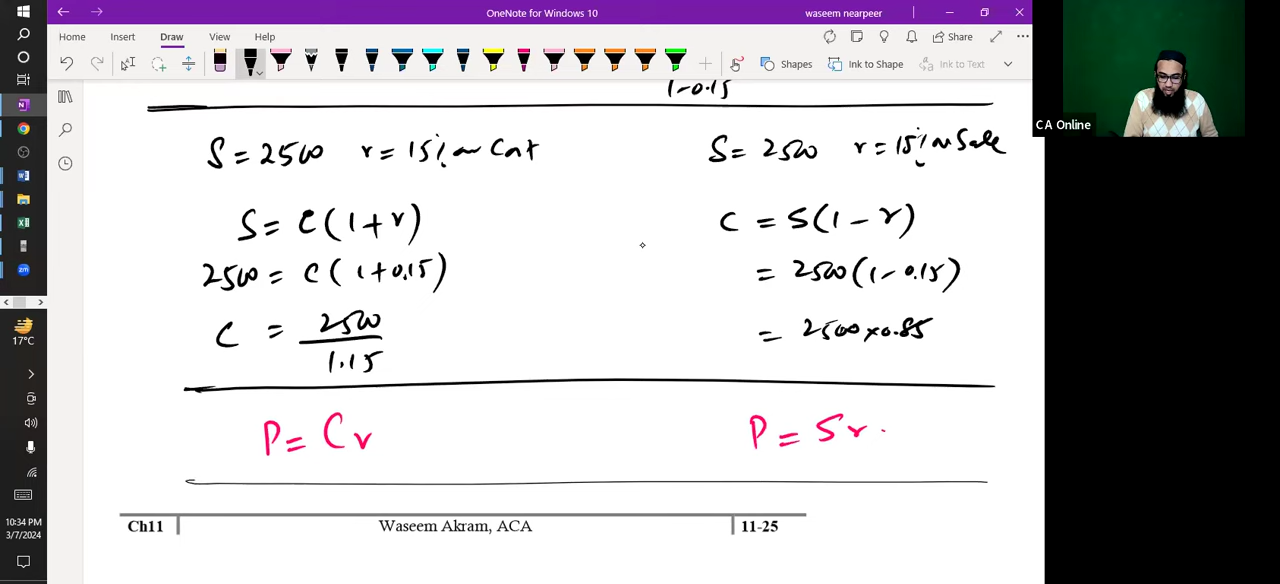 OneNote for Windows 10
waseem nearpeer
Home Insert Draw View Help
Share
Shapes
Ink to Shape
Ink to Text
1-0.15
S = 2500 r = 15% on Cost
S = 2500 r = 15% on Sale
S = C(1+r)
C = S(1-r)
2500 = C(1+0.15)
= 2500(1-0.15)
C = 2500
1.15
= 2500×0.85
P = Cr
P = Sr
Ch11 Waseem Akram, ACA 11-25
CA Online
17°C
10:34 PM
3/7/2024